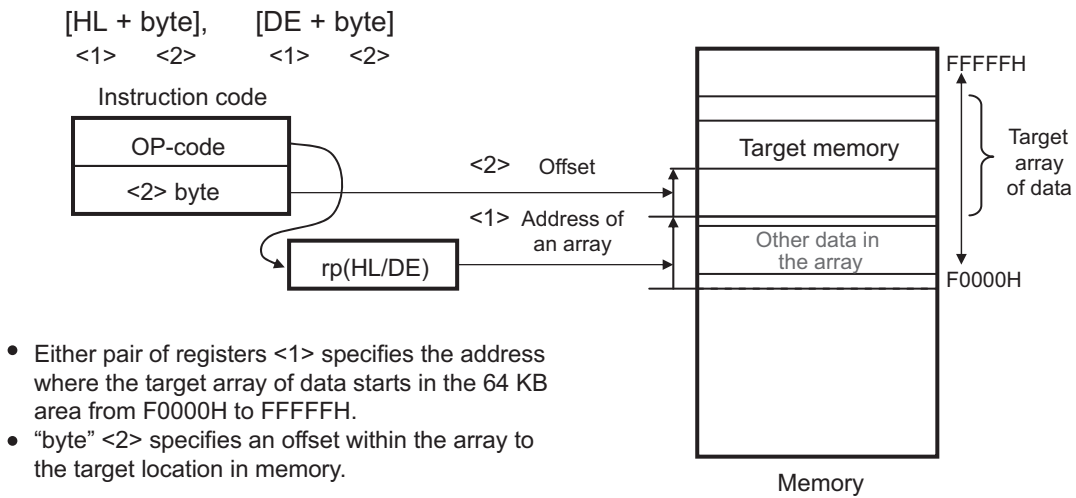 [HL + byte], [DE + byte]
<1> <2> <1> <2>
Instruction code
OP-code
<2> byte
<2> Offset
<1> Address of
an array
rp(HL/DE)
FFFFFH
Target memory
Target
array
of data
Other data in
the array
F0000H
Memory
• Either pair of registers <1> specifies the address
where the target array of data starts in the 64 KB
area from F0000H to FFFFFH.
• “byte” <2> specifies an offset within the array to
the target location in memory.